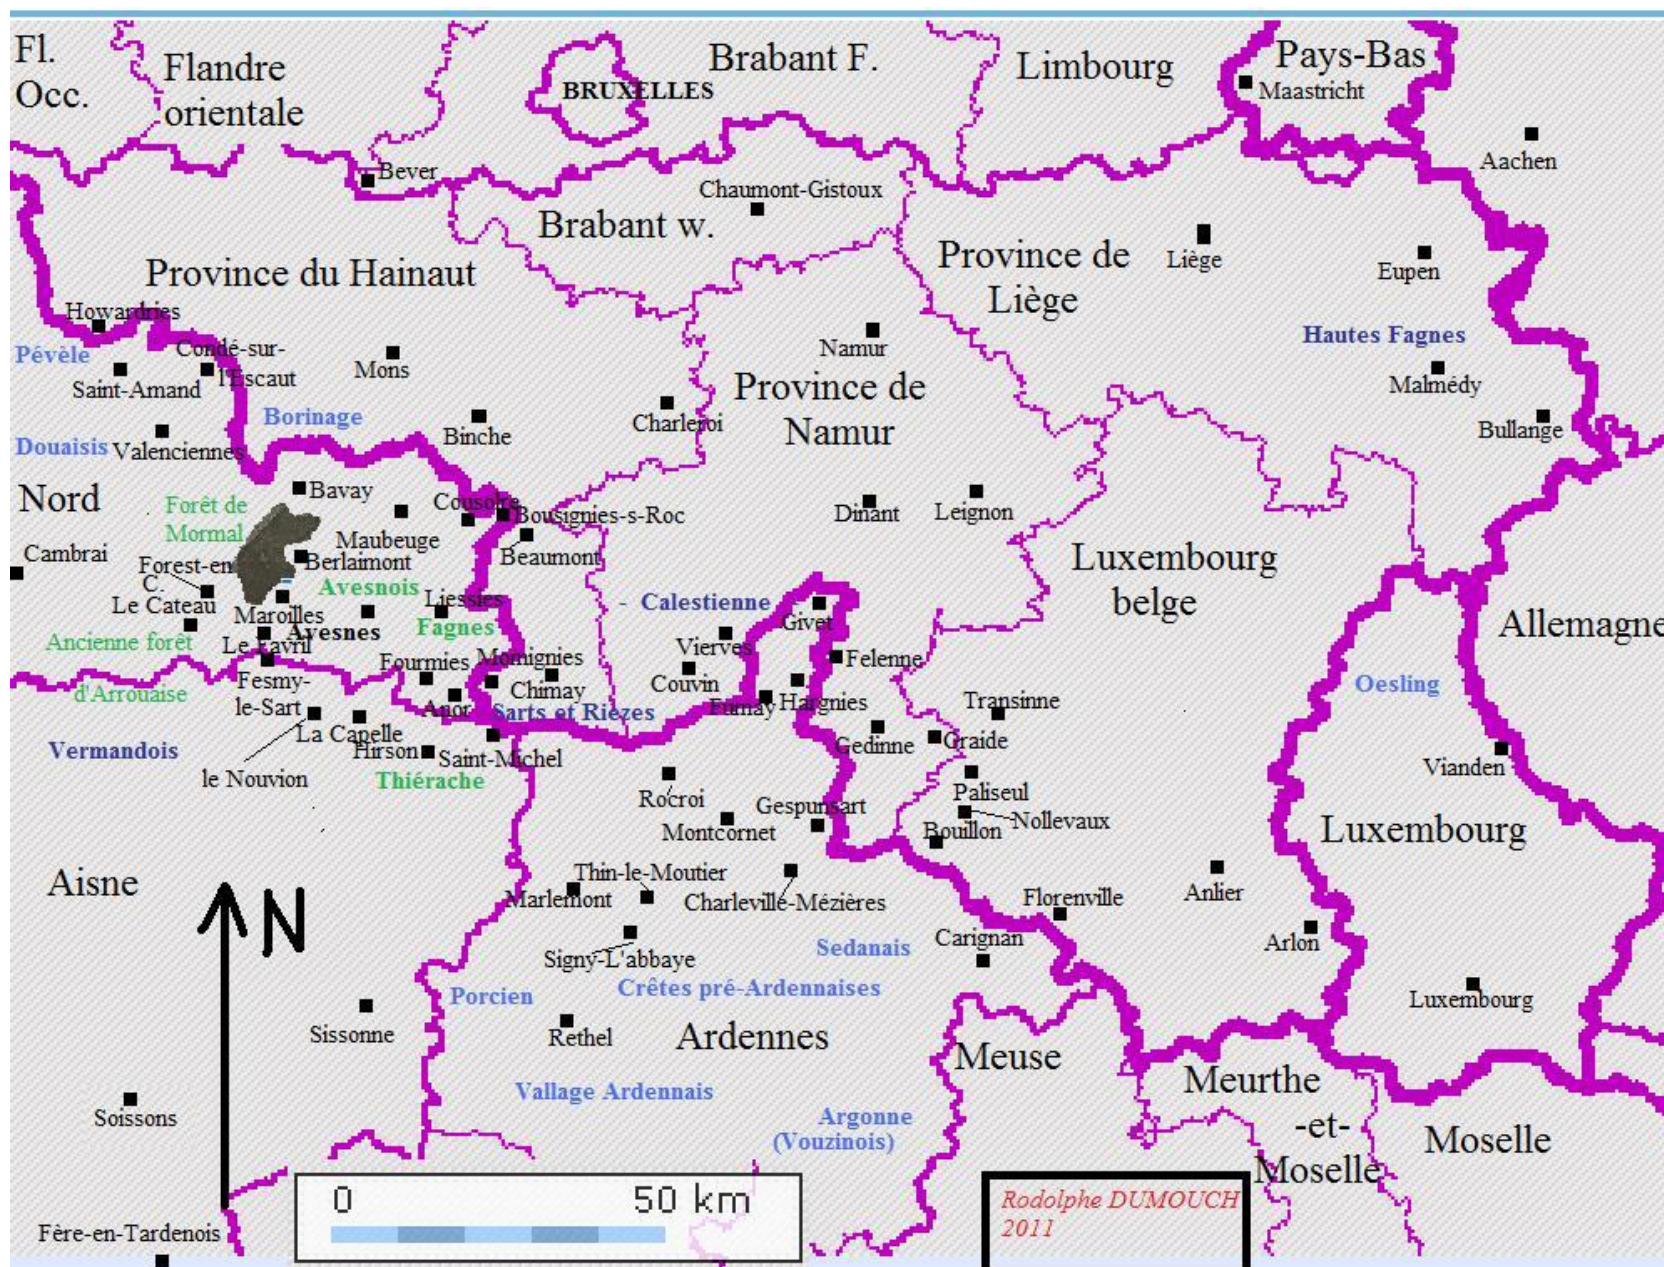 Fl.
Occ.
Flandre
orientale
BRUXELLES
Brabant F.
Limbourg
Pays-Bas
Maastricht
Aachen
Bever
Chaumont-Gistoux
Brabant w.
Province du Hainaut
Province de
Liège
Liège
Eupen
Howardries
Pévèle
Condé-sur-
l'Escaut
Saint-Amand
Mons
Namur
Hautes Fagnes
Malmédy
Province de
Namur
Borinage
Binche
Charleroi
Bullange
Douaisis
Valenciennes
Nord
Bavay
Forêt de
Mormal
Cousolre
Bousignies-s-Roc
Maubeuge
Beaumont
Dinant
Leignon
Cambrai
Forest-en
C.
Berlaimont
Luxembourg
belge
Le Cateau
Avesnois
Liessies
Maroilles
Avesnes
Fagnes
- Calestienne
Givet
Allemagne
Ancienne forêt
d'Arrouaise
Le Favril
Fourmies
Momignies
Vierves
Felenne
Fesmy-
le-Sart
Chimay
Couvin
Fumay
Hargnies
Transinne
Oesling
Anor
Sarts et Rièzes
Vermandois
La Capelle
Hirson
Saint-Michel
Gedinne
Graide
Vianden
le Nouvion
Thiérache
Rocroi
Gespunsart
Paliseul
Montcornet
Bouillon
Nollevaux
Luxembourg
Aisne
Thin-le-Moutier
Marlemont
Charleville-Mézières
Florenville
Anlier
N
Signy-L'abbaye
Sedanais
Carignan
Arlon
Porcien
Crêtes pré-Ardennaises
Luxembourg
Sissonne
Rethel
Ardennes
Meuse
Meurthe
-et-
Moselle
Moselle
Vallage Ardennais
Soissons
Argonne
(Vouzinois)
0 50 km
Rodolphe DUMOUCH
2011
Fère-en-Tardenois